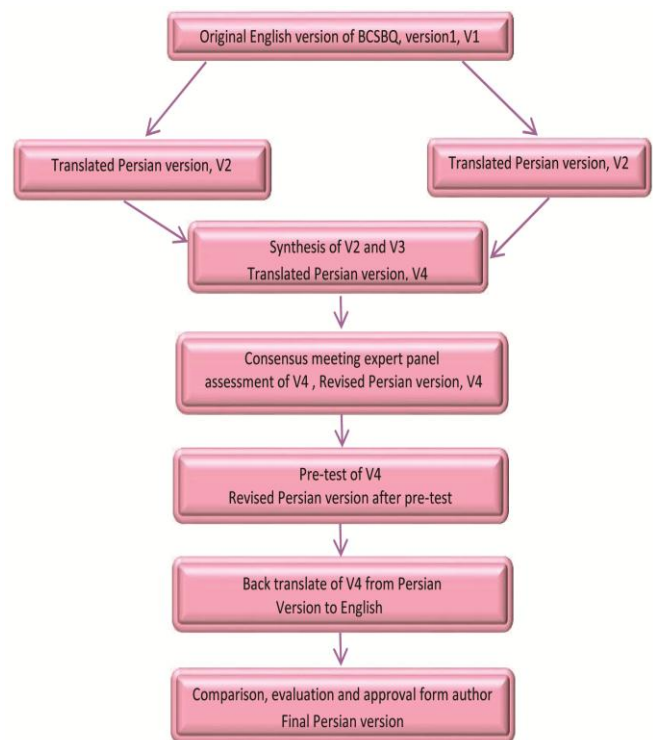 Original English version of BCSBQ, version1, V1
Translated Persian version, V2
Translated Persian version, V2
Synthesis of V2 and V3
Translated Persian version, V4
Consensus meeting expert panel
assessment of V4 , Revised Persian version, V4
Pre-test of V4
Revised Persian version after pre-test
Back translate of V4 from Persian
Version to English
Comparison, evaluation and approval form author
Final Persian version